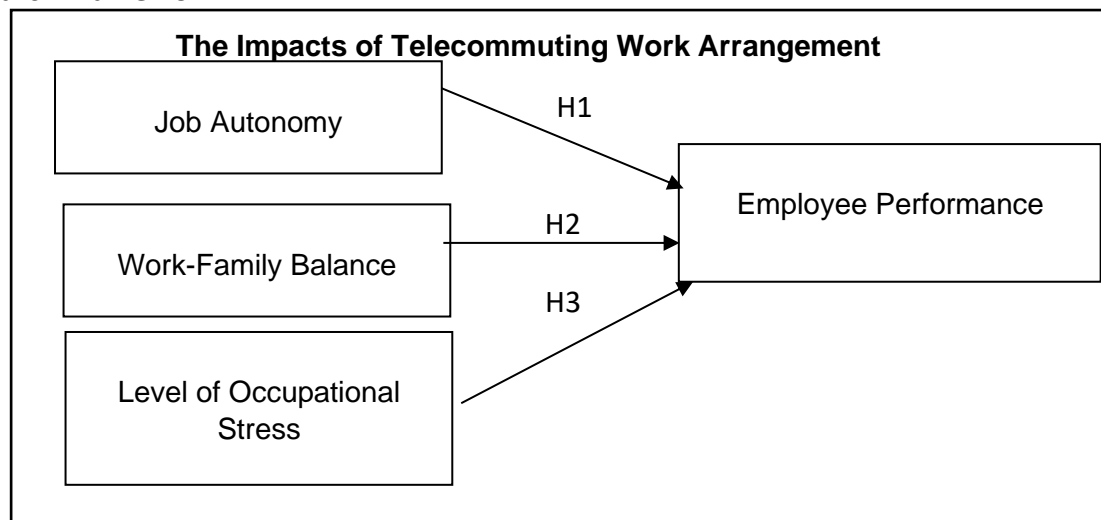 The Impacts of Telecommuting Work Arrangement
Job Autonomy
H1
Employee Performance
Work-Family Balance
H2
H3
Level of Occupational
Stress